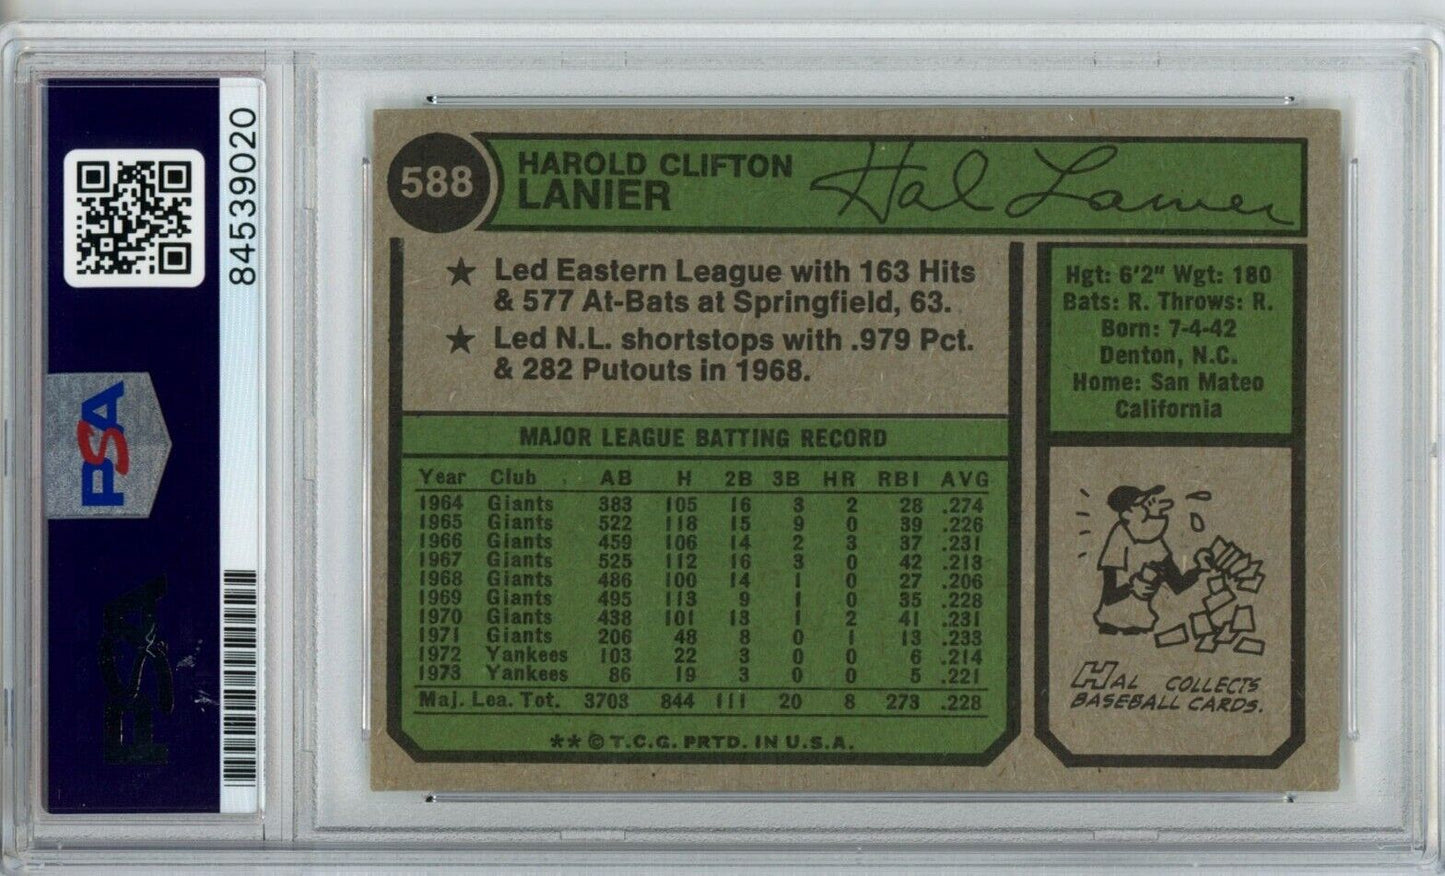 84539020
PSA
PSA
588
HAROLD CLIFTON
LANIER
Hal Lanier
★ Led Eastern League with 163 Hits
& 577 At-Bats at Springfield, 63.
★ Led N.L. shortstops with .979 Pct.
& 282 Putouts in 1968.
MAJOR LEAGUE BATTING RECORD
Year Club AB H 2B 3B HR RBI AVG
1964 Giants 383 105 16 3 2 28 .274
1965 Giants 522 118 15 9 0 39 .226
1966 Giants 459 106 14 2 3 37 .231
1967 Giants 525 112 16 3 0 42 .213
1968 Giants 486 100 14 1 0 27 .206
1969 Giants 495 113 9 1 0 35 .228
1970 Giants 438 101 13 1 2 41 .231
1971 Giants 206 48 8 0 1 13 .233
1972 Yankees 103 22 3 0 0 6 .214
1973 Yankees 86 19 3 0 0 5 .221
Maj. Lea. Tot. 3703 844 111 20 8 273 .228
** © T.C.G. PRTD. IN U.S.A.
Hgt: 6'2" Wgt: 180
Bats: R. Throws: R.
Born: 7-4-42
Denton, N.C.
Home: San Mateo
California
HAL COLLECTS
BASEBALL CARDS.